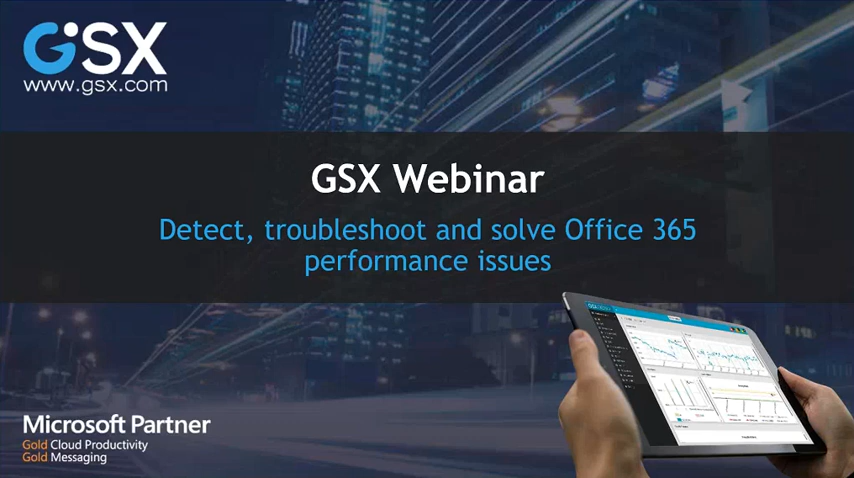 GSX
www.gsx.com
GSX Webinar
Detect, troubleshoot and solve Office 365
performance issues
Microsoft Partner
Gold Cloud Productivity
Gold Messaging